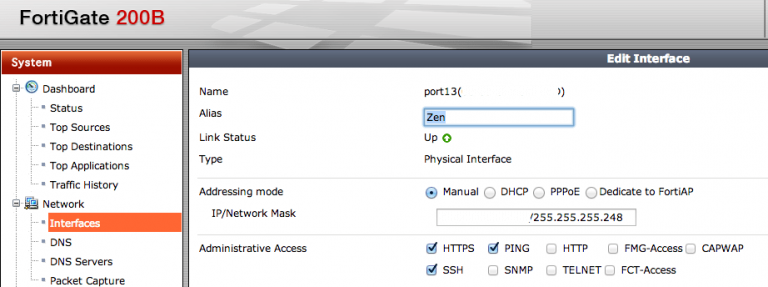 FortiGate 200B
System
Dashboard
Status
Top Sources
Top Destinations
Top Applications
Traffic History
Network
Interfaces
DNS
DNS Servers
Packet Capture
Edit Interface
Name port13( )
Alias Zen
Link Status Up
Type Physical Interface
Addressing mode Manual DHCP PPPoE Dedicate to FortiAP
IP/Network Mask /255.255.255.248
Administrative Access HTTPS PING HTTP FMG-Access CAPWAP
SSH SNMP TELNET FCT-Access